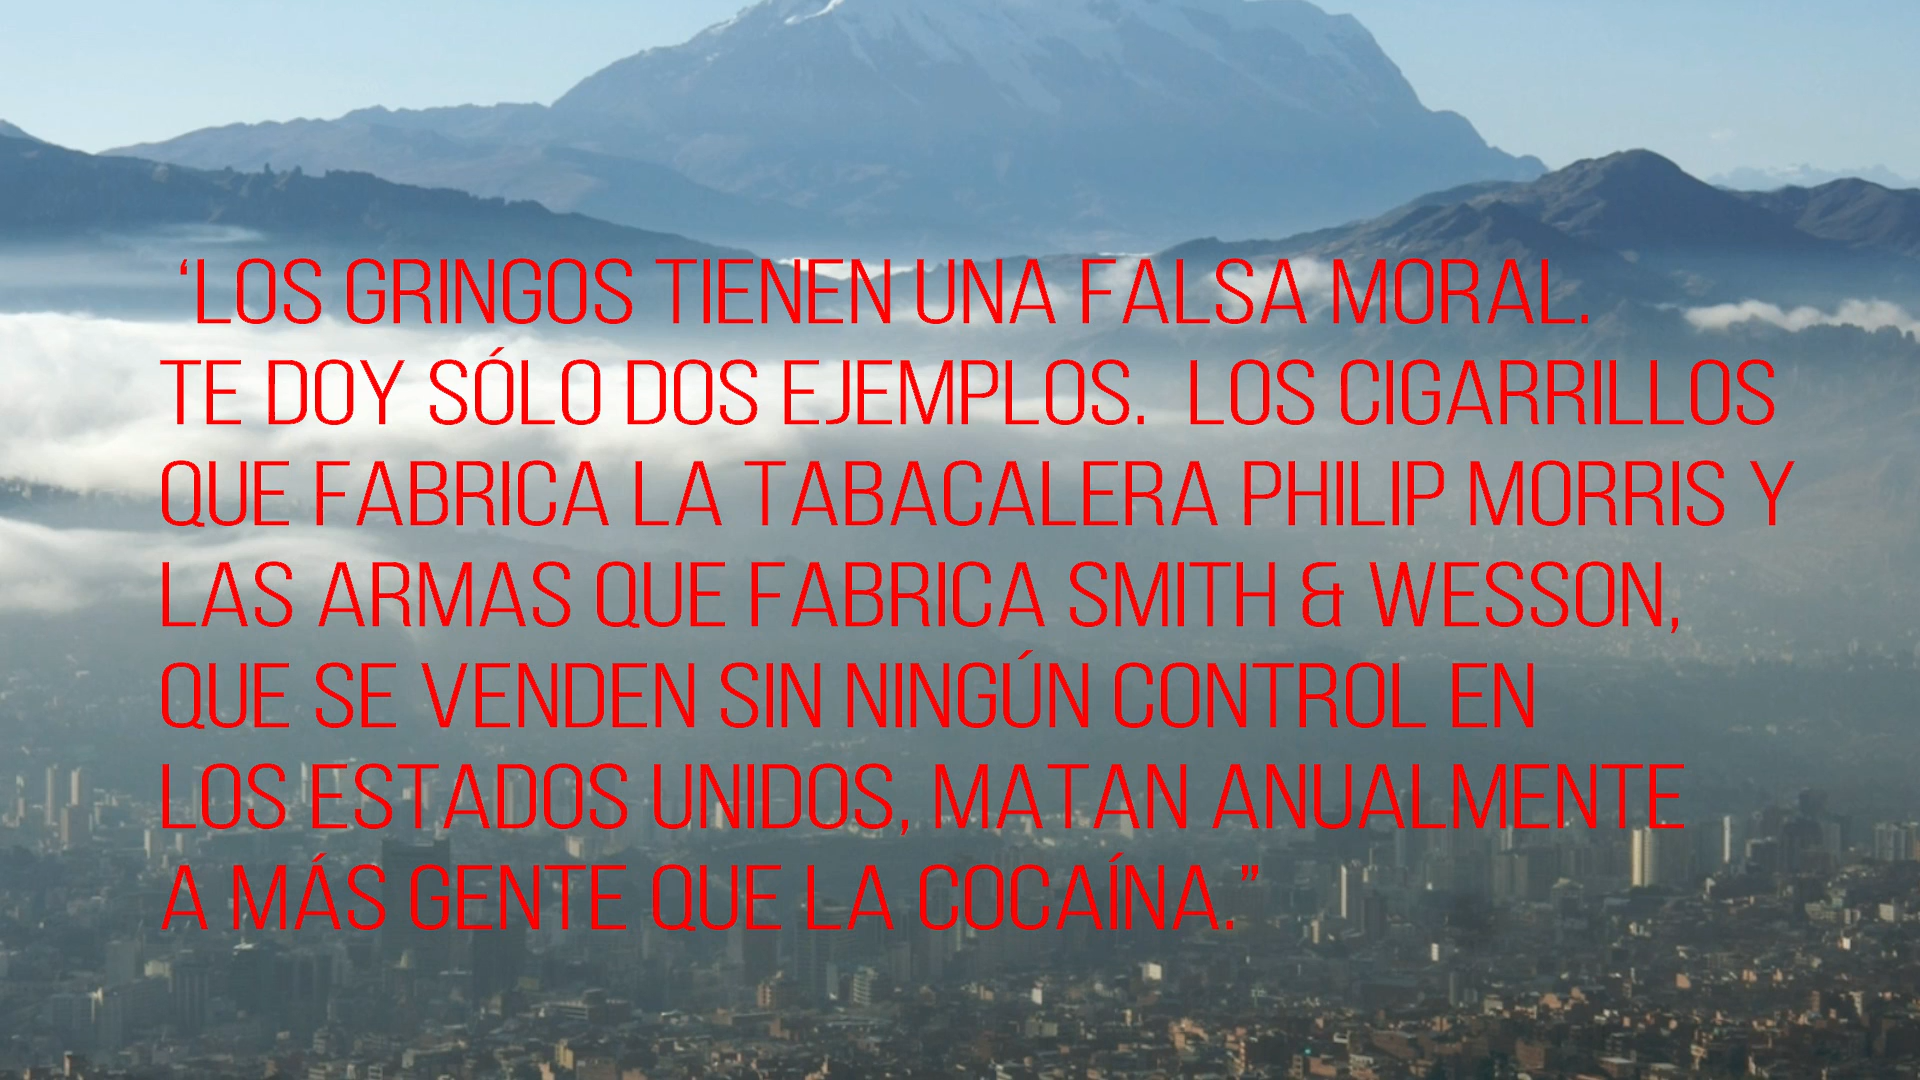 ‘LOS GRINGOS TIENEN UNA FALSA MORAL.
TE DOY SÓLO DOS EJEMPLOS. LOS CIGARRILLOS
QUE FABRICA LA TABACALERA PHILIP MORRIS Y
LAS ARMAS QUE FABRICA SMITH & WESSON,
QUE SE VENDEN SIN NINGÚN CONTROL EN
LOS ESTADOS UNIDOS, MATAN ANUALMENTE
A MÁS GENTE QUE LA COCAÍNA.”